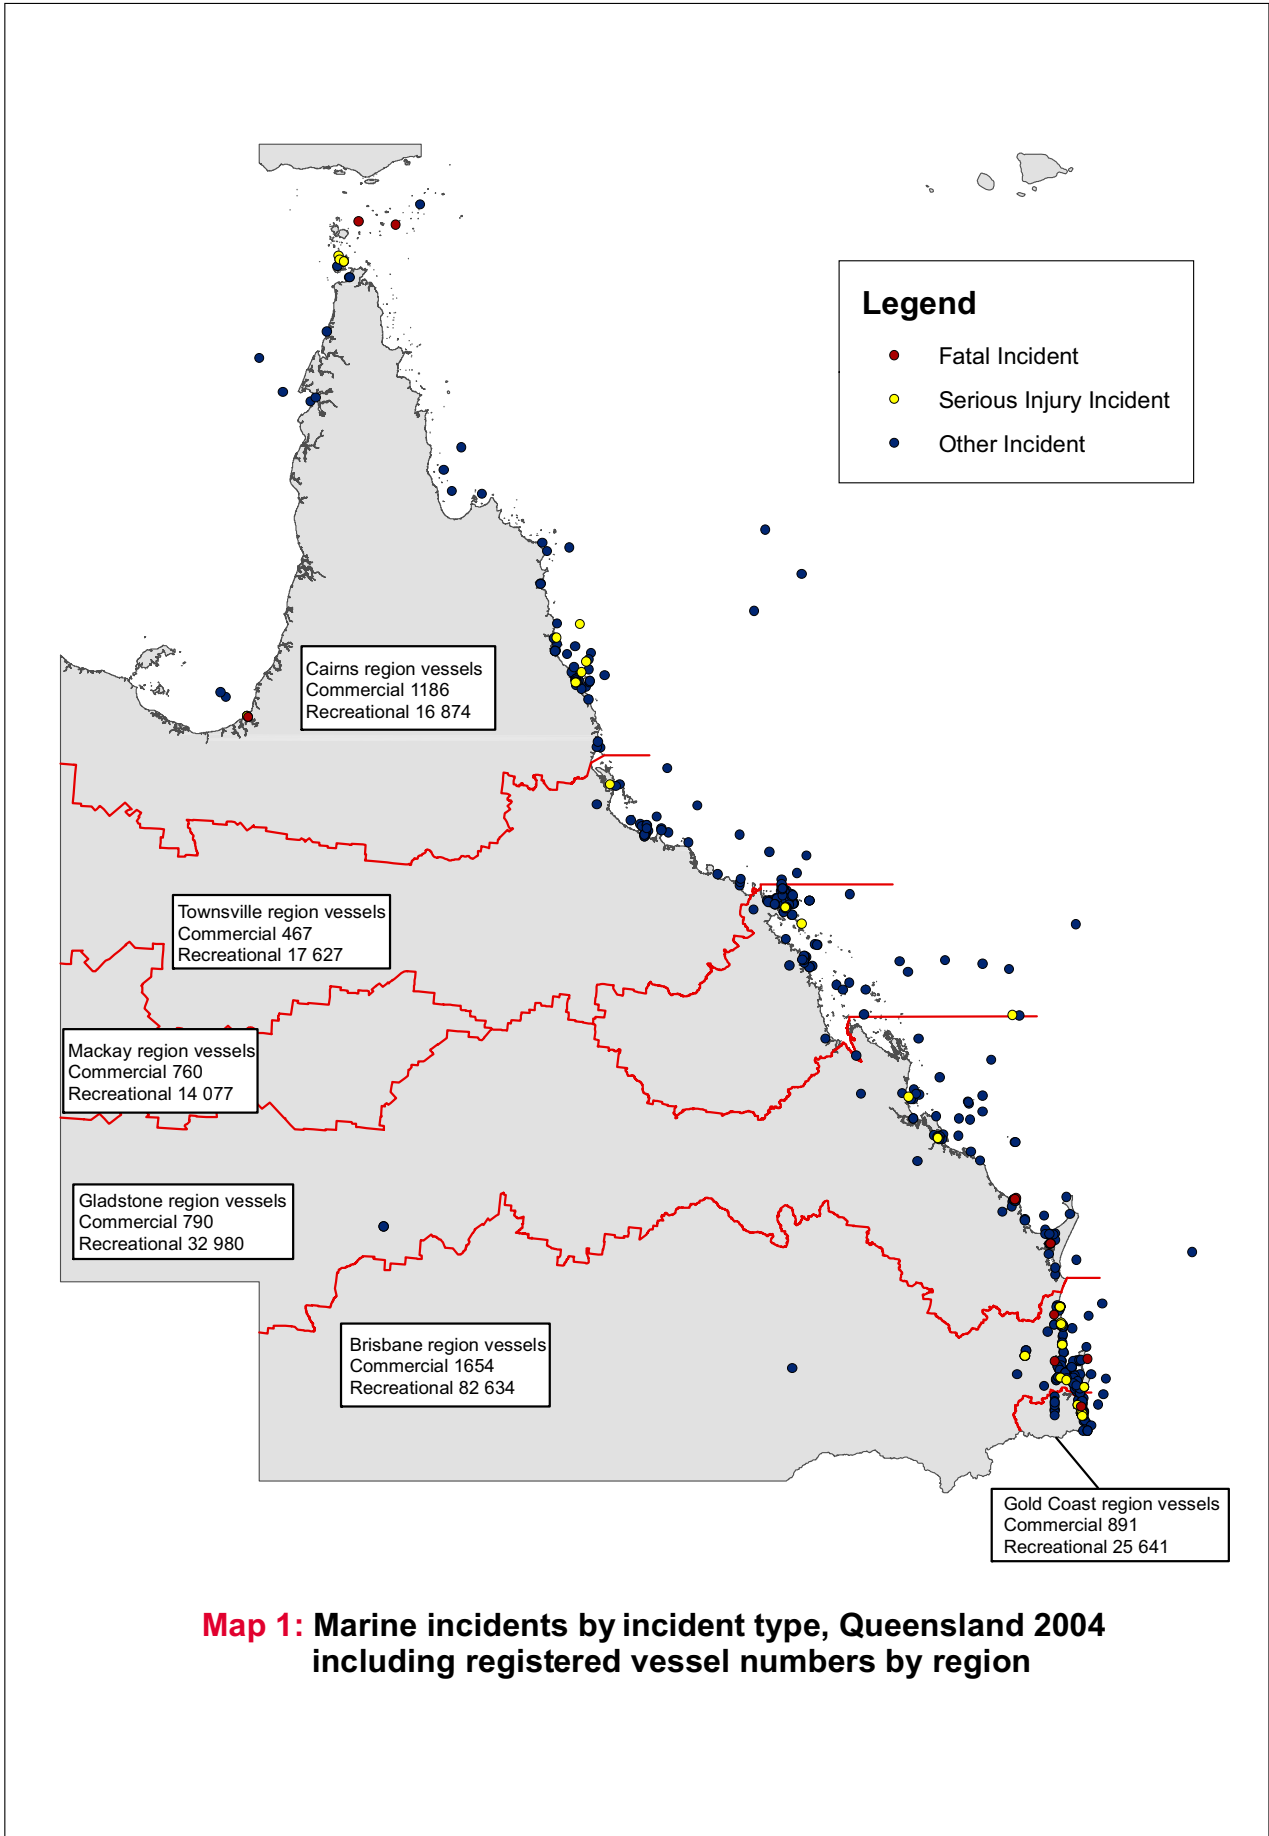 Legend
Fatal Incident
Serious Injury Incident
Other Incident
Cairns region vessels
Commercial 1186
Recreational 16 874
Townsville region vessels
Commercial 467
Recreational 17 627
Mackay region vessels
Commercial 760
Recreational 14 077
Gladstone region vessels
Commercial 790
Recreational 32 980
Brisbane region vessels
Commercial 1654
Recreational 82 634
Gold Coast region vessels
Commercial 891
Recreational 25 641
Map 1: Marine incidents by incident type, Queensland 2004
including registered vessel numbers by region